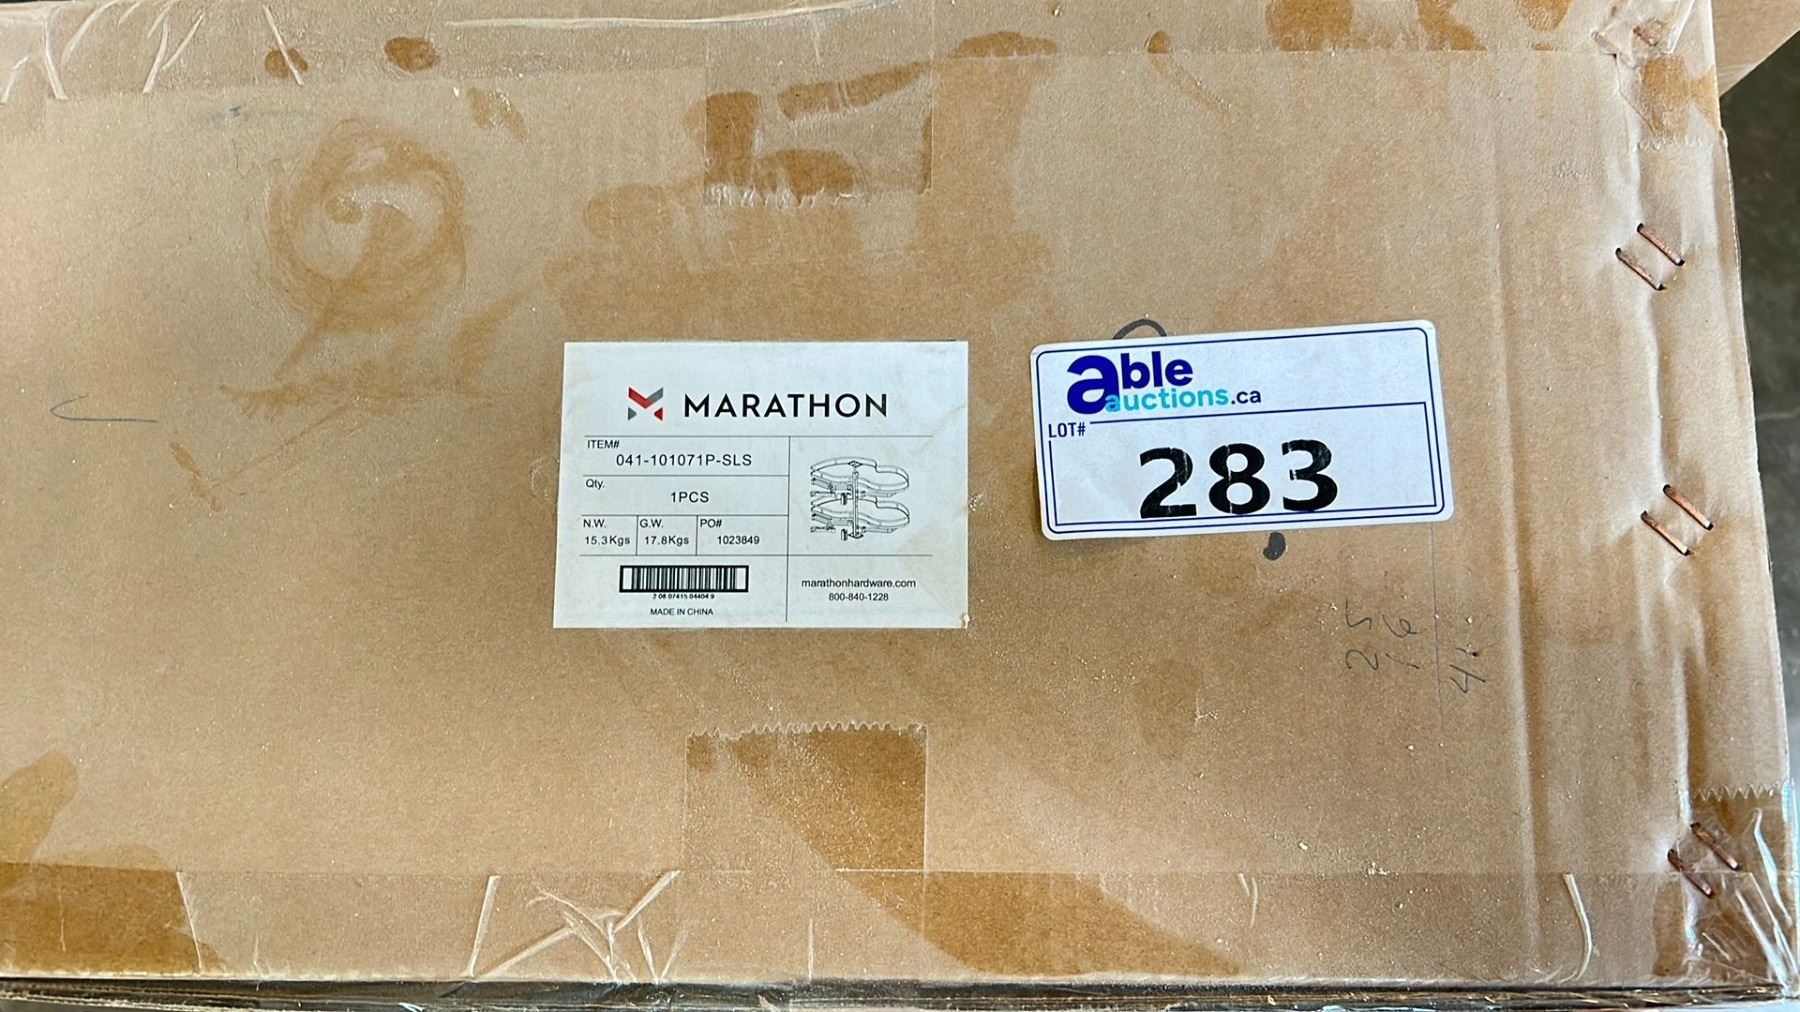 MARATHON
ITEM#
041-101071P-SLS
Qty.
1PCS
N.W. G.W. PO#
15.3Kgs 17.8Kgs 1023849
MADE IN CHINA
marathonhardware.com
800-840-1228
able
auctions.ca
LOT#
283